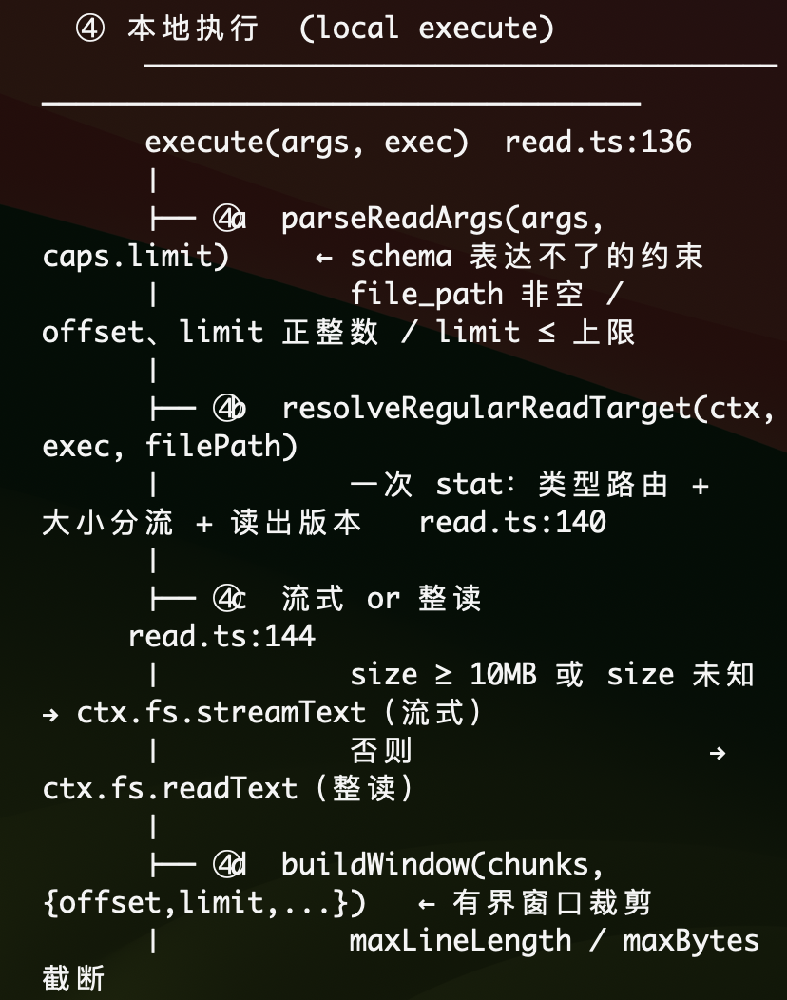 ④ 本地执行 (local execute)
execute(args, exec) read.ts:136
│
├── ④a parseReadArgs(args,
caps.limit) ← schema 表达不了的约束
│ file_path 非空 /
offset、limit 正整数 / limit ≤ 上限
│
├── ④b resolveRegularReadTarget(ctx,
exec, filePath)
│ 一次 stat: 类型路由 +
大小分流 + 读出版本 read.ts:140
│
├── ④c 流式 or 整读
read.ts:144
│ size ≥ 10MB 或 size 未知
→ ctx.fs.streamText (流式)
│ 否则 →
ctx.fs.readText (整读)
│
├── ④d buildWindow(chunks,
{offset,limit,...}) ← 有界窗口裁剪
│ maxLineLength / maxBytes
截断